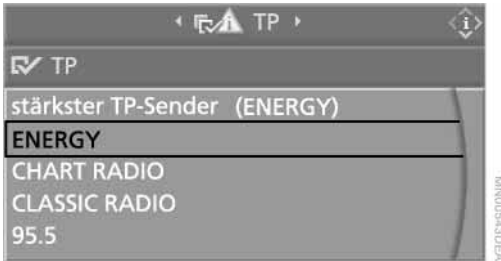 TP
TP
stärkster TP-Sender (ENERGY)
ENERGY
CHART RADIO
CLASSIC RADIO
95.5